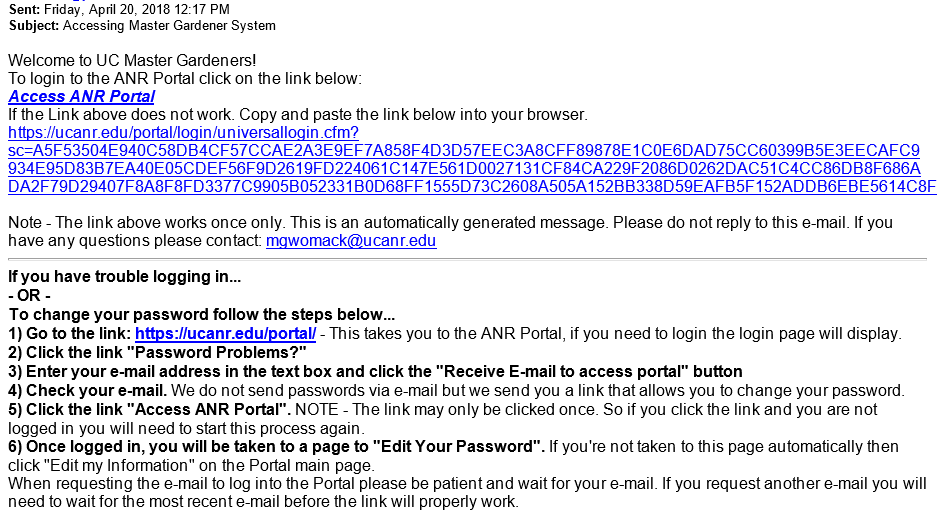 Sent: Friday, April 20, 2018 12:17 PM
Subject: Accessing Master Gardener System
Welcome to UC Master Gardeners!
To login to the ANR Portal click on the link below:
Access ANR Portal
If the Link above does not work. Copy and paste the link below into your browser.
https://ucanr.edu/portal/login/universallogin.cfm?
sc=A5F53504E940C58DB4CF57CCAE2A3E9EF7A858F4D3D57EEC3A8CFF89878E1C0E6DAD75CC60399B5E3EECAFC9
934E95D83B7EA40E05CDEF56F9D2619FD224061C147E561D0027131CF84CA229F2086D0262DAC51C4CC86DB8F686A
DA2F79D29407F8A8F8FD3377C9905B052331B0D68FF1555D73C2608A505A152BB338D59EAFB5F152ADDB6EBE5614C8F
Note - The link above works once only. This is an automatically generated message. Please do not reply to this e-mail. If you
have any questions please contact: mgwomack@ucanr.edu
If you have trouble logging in...
- OR -
To change your password follow the steps below...
1) Go to the link: https://ucanr.edu/portal/ - This takes you to the ANR Portal, if you need to login the login page will display.
2) Click the link "Password Problems?"
3) Enter your e-mail address in the text box and click the "Receive E-mail to access portal" button
4) Check your e-mail. We do not send passwords via e-mail but we send you a link that allows you to change your password.
5) Click the link "Access ANR Portal". NOTE - The link may only be clicked once. So if you click the link and you are not
logged in you will need to start this process again.
6) Once logged in, you will be taken to a page to "Edit Your Password". If you're not taken to this page automatically then
click "Edit my Information" on the Portal main page.
When requesting the e-mail to log into the Portal please be patient and wait for your e-mail. If you request another e-mail you will
need to wait for the most recent e-mail before the link will properly work.